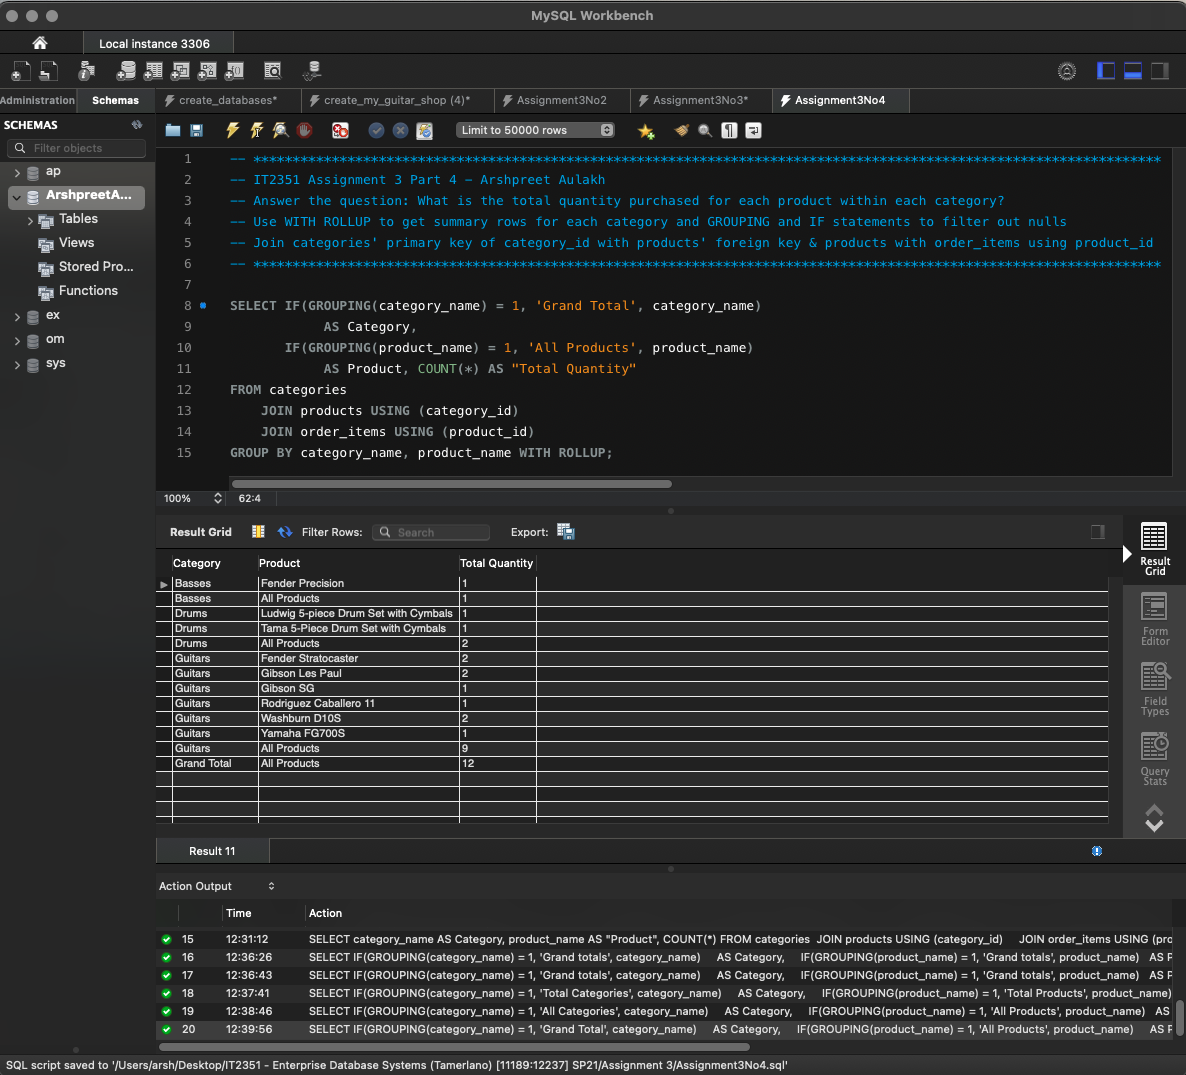 MySQL Workbench
Local instance 3306
Administration Schemas create_databases* create_my_guitar_shop (4)* Assignment3No2 Assignment3No3* Assignment3No4
SCHEMAS
Filter objects
ap
ArshpreetA...
Tables
Views
Stored Pro...
Functions
ex
om
sys
Limit to 50000 rows
1 -- ********************************************************************************************************************
2 -- IT2351 Assignment 3 Part 4 - Arshpreet Aulakh
3 -- Answer the question: What is the total quantity purchased for each product within each category?
4 -- Use WITH ROLLUP to get summary rows for each category and GROUPING and IF statements to filter out nulls
5 -- Join categories' primary key of category_id with products' foreign key & products with order_items using product_id
6 -- ********************************************************************************************************************
7
8 SELECT IF(GROUPING(category_name) = 1, 'Grand Total', category_name)
9 AS Category,
10 IF(GROUPING(product_name) = 1, 'All Products', product_name)
11 AS Product, COUNT(*) AS "Total Quantity"
12 FROM categories
13 JOIN products USING (category_id)
14 JOIN order_items USING (product_id)
15 GROUP BY category_name, product_name WITH ROLLUP;
100% 62:4
Result Grid Filter Rows: Search Export:
Category Product Total Quantity
Basses Fender Precision 1
Basses All Products 1
Drums Ludwig 5-piece Drum Set with Cymbals 1
Drums Tama 5-Piece Drum Set with Cymbals 1
Drums All Products 2
Guitars Fender Stratocaster 2
Guitars Gibson Les Paul 2
Guitars Gibson SG 1
Guitars Rodriguez Caballero 11 1
Guitars Washburn D10S 2
Guitars Yamaha FG700S 1
Guitars All Products 9
Grand Total All Products 12
Result
Grid
Form
Editor
Field
Types
Query
Stats
Result 11
Action Output
Time Action
15 12:31:12 SELECT category_name AS Category, product_name AS "Product", COUNT(*) FROM categories JOIN products USING (category_id) JOIN order_items USING (prc
16 12:36:26 SELECT IF(GROUPING(category_name) = 1, 'Grand totals', category_name) AS Category, IF(GROUPING(product_name) = 1, 'Grand totals', product_name) AS P
17 12:36:43 SELECT IF(GROUPING(category_name) = 1, 'Grand totals', category_name) AS Category, IF(GROUPING(product_name) = 1, 'Grand totals', product_name) AS P
18 12:37:41 SELECT IF(GROUPING(category_name) = 1, 'Total Categories', category_name) AS Category, IF(GROUPING(product_name) = 1, 'Total Products', product_name)
19 12:38:46 SELECT IF(GROUPING(category_name) = 1, 'All Categories', category_name) AS Category, IF(GROUPING(product_name) = 1, 'All Products', product_name) AS
20 12:39:56 SELECT IF(GROUPING(category_name) = 1, 'Grand Total', category_name) AS Category, IF(GROUPING(product_name) = 1, 'All Products', product_name) AS P
SQL script saved to '/Users/arsh/Desktop/IT2351 - Enterprise Database Systems (Tamerlano) [11189:12237] SP21/Assignment 3/Assignment3No4.sql'